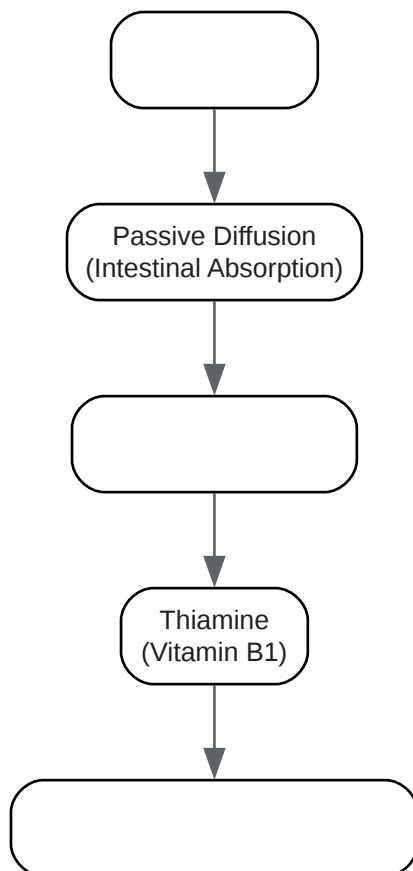 Passive Diffusion
(Intestinal Absorption)
Thiamine
(Vitamin B1)